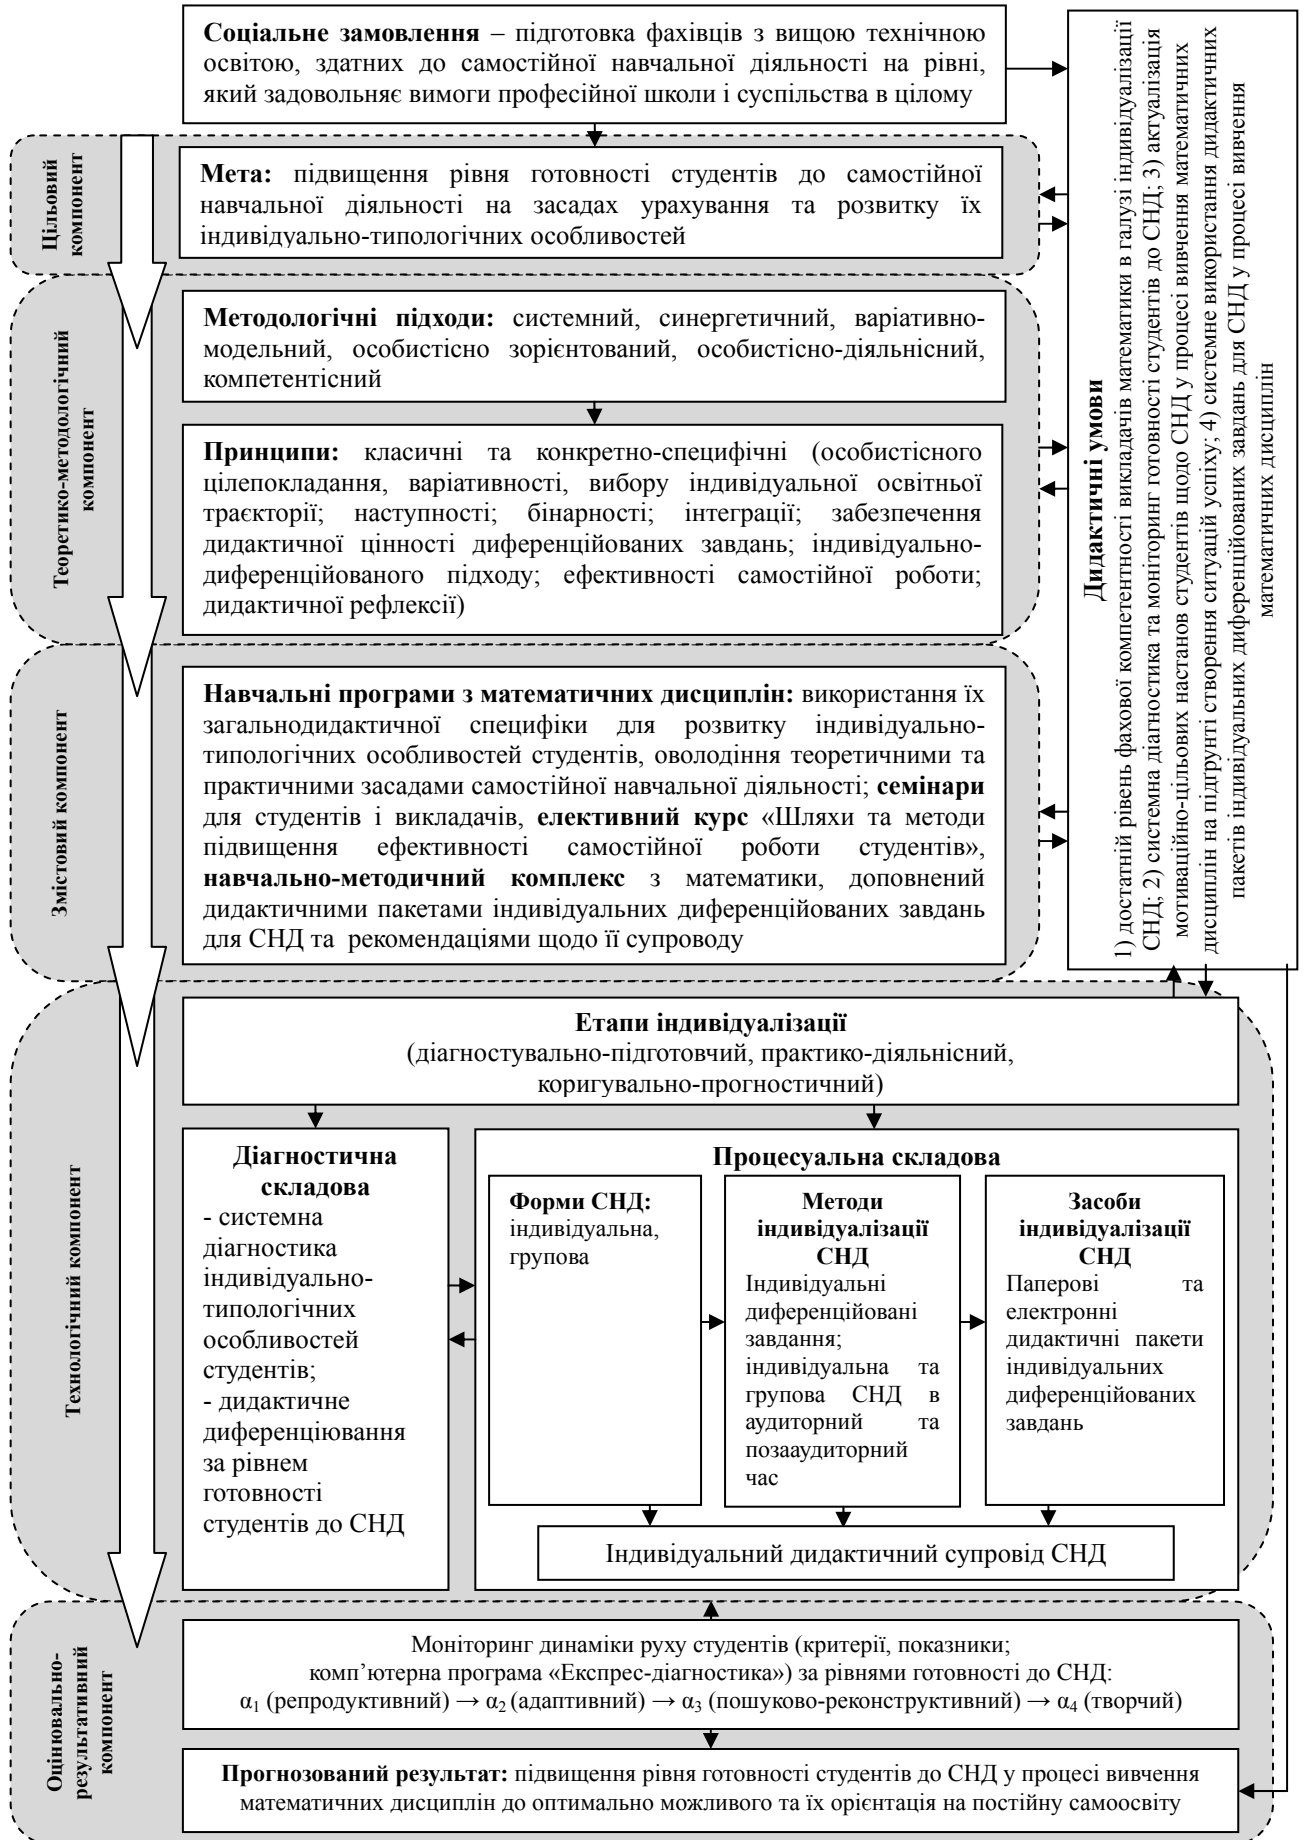 Соціальне замовлення – підготовка фахівців з вищою технічною
освітою, здатних до самостійної навчальної діяльності на рівні,
який задовольняє вимоги професійної школи і суспільства в цілому
Цільовий
компонент
Мета: підвищення рівня готовності студентів до самостійної
навчальної діяльності на засадах урахування та розвитку їх
індивідуально-типологічних особливостей
Теоретико-методологічний
компонент
Методологічні підходи: системний, синергетичний, варіативно-
модельний, особистісно зорієнтований, особистісно-діяльнісний,
компетентісний
Принципи: класичні та конкретно-специфічні (особистісного
цілепокладання, варіативності, вибору індивідуальної освітньої
траєкторії; наступності; бінарності; інтеграції; забезпечення
дидактичної цінності диференційованих завдань; індивідуально-
диференційованого підходу; ефективності самостійної роботи;
дидактичної рефлексії)
Змістовий компонент
Навчальні програми з математичних дисциплін: використання їх
загальнодидактичної специфіки для розвитку індивідуально-
типологічних особливостей студентів, оволодіння теоретичними та
практичними засадами самостійної навчальної діяльності; семінари
для студентів і викладачів, елективний курс «Шляхи та методи
підвищення ефективності самостійної роботи студентів»,
навчально-методичний комплекс з математики, доповнений
дидактичними пакетами індивідуальних диференційованих завдань
для СНД та рекомендаціями щодо її супроводу
Дидактичні умови
1) достатній рівень фахової компетентності викладачів математики в галузі індивідуалізації
СНД; 2) системна діагностика та моніторинг готовності студентів до СНД; 3) актуалізація
мотиваційно-цільових настанов студентів щодо СНД у процесі вивчення математичних
дисциплін на підґрунті створення ситуацій успіху; 4) системне використання дидактичних
пакетів індивідуальних диференційованих завдань для СНД у процесі вивчення
математичних дисциплін
Технологічний компонент
Етапи індивідуалізації
(діагностувально-підготовчий, практико-діяльнісний,
коригувально-прогностичний)
Діагностична
складова
- системна
діагностика
індивідуально-
типологічних
особливостей
студентів;
- дидактичне
диференціювання
за рівнем
готовності
студентів до СНД
Процесуальна складова
Форми СНД:
індивідуальна,
групова
Методи
індивідуалізації
СНД
Індивідуальні
диференційовані
завдання;
індивідуальна та
групова СНД в
аудиторний та
позааудиторний
час
Засоби
індивідуалізації
СНД
Паперові та
електронні
дидактичні пакети
індивідуальних
диференційованих
завдань
Індивідуальний дидактичний супровід СНД
Оцінювально-
результативний
компонент
Моніторинг динаміки руху студентів (критерії, показники;
комп’ютерна програма «Експрес-діагностика») за рівнями готовності до СНД:
α₁ (репродуктивний) → α₂ (адаптивний) → α₃ (пошуково-реконструктивний) → α₄ (творчий)
Прогнозований результат: підвищення рівня готовності студентів до СНД у процесі вивчення
математичних дисциплін до оптимально можливого та їх орієнтація на постійну самоосвіту